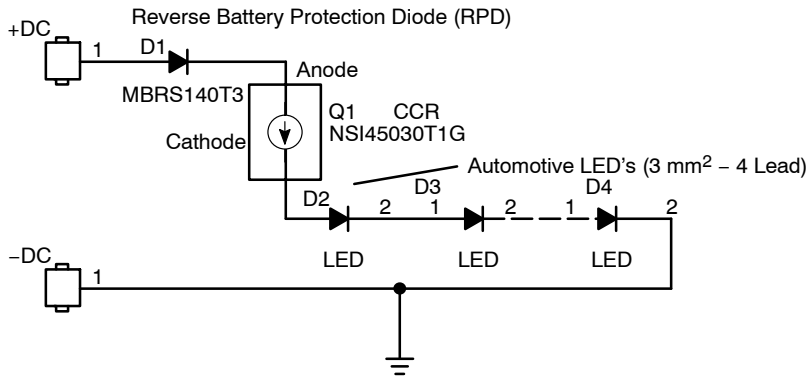 Reverse Battery Protection Diode (RPD)
+DC
1
D1
Anode
MBRS140T3
Q1 CCR
NSI45030T1G
Cathode
Automotive LED's (3 mm² – 4 Lead)
D2
2
D3
1
2
1
D4
2
LED
LED
LED
–DC
1